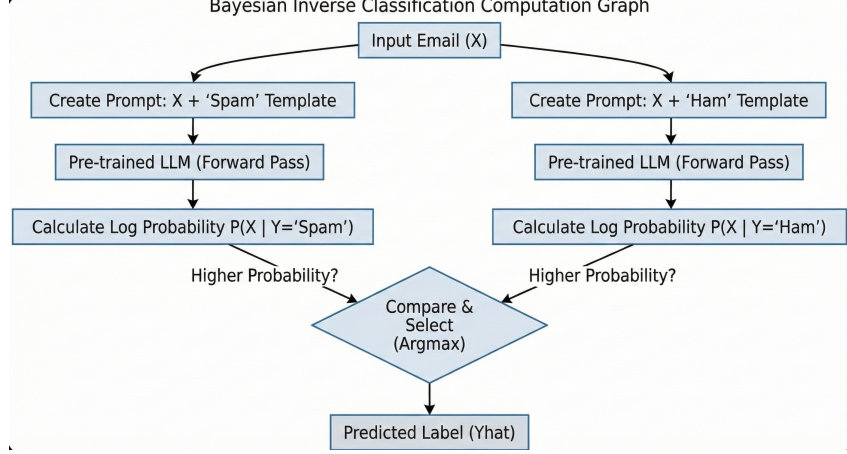 Bayesian Inverse Classification Computation Graph
Input Email (X)
Create Prompt: X + ‘Spam’ Template
Create Prompt: X + ‘Ham’ Template
Pre-trained LLM (Forward Pass)
Pre-trained LLM (Forward Pass)
Calculate Log Probability P(X | Y=‘Spam’)
Calculate Log Probability P(X | Y=‘Ham’)
Higher Probability?
Higher Probability?
Compare &
Select
(Argmax)
Predicted Label (Yhat)